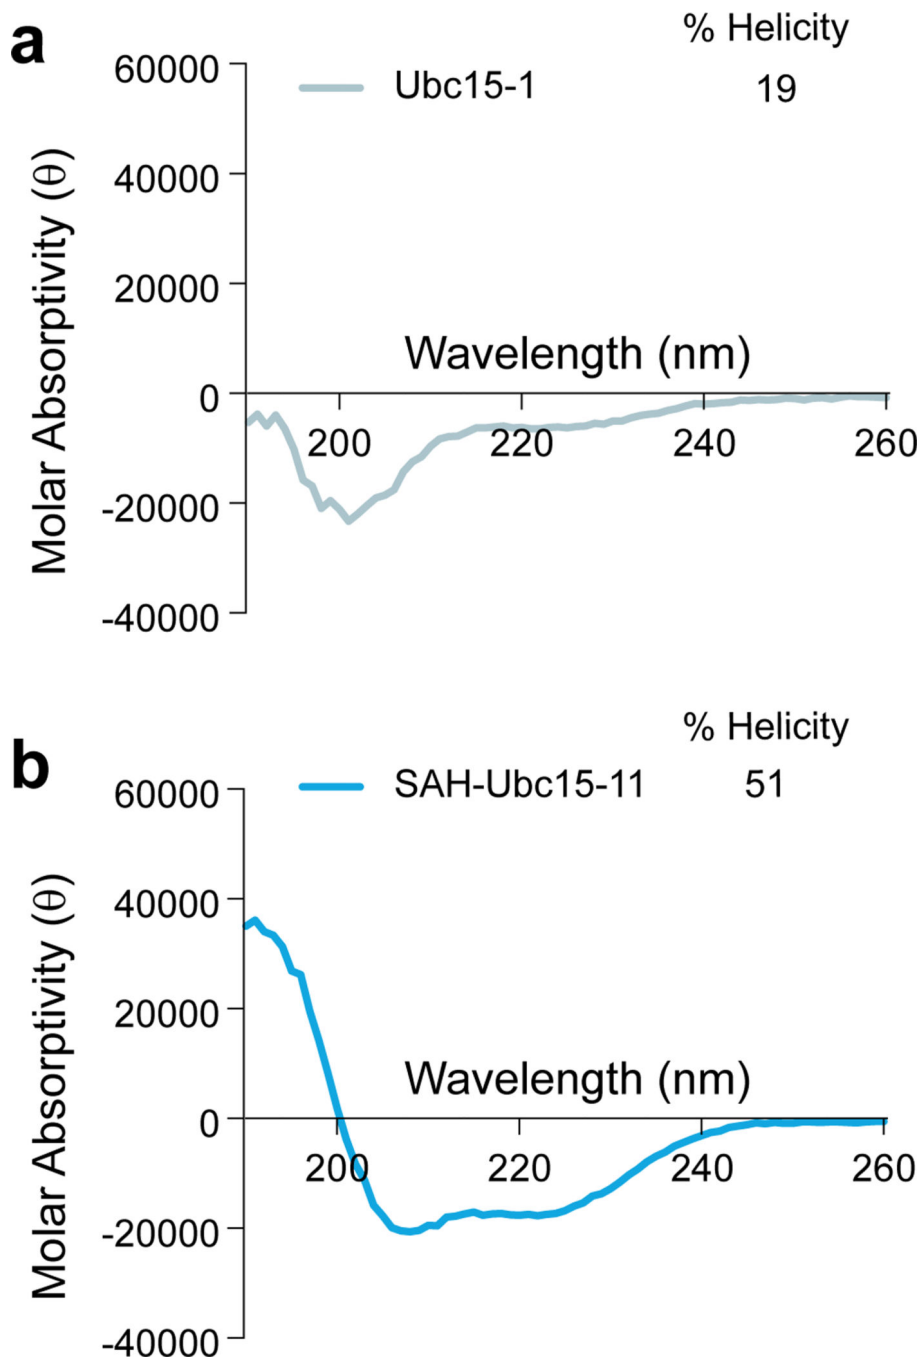 a
% Helicity
Ubc15-1 19
60000
40000
20000
0
-20000
-40000
Molar Absorptivity (θ)
Wavelength (nm)
200 220 240 260
b
% Helicity
SAH-Ubc15-11 51
60000
40000
20000
0
-20000
-40000
Molar Absorptivity (θ)
Wavelength (nm)
200 220 240 260